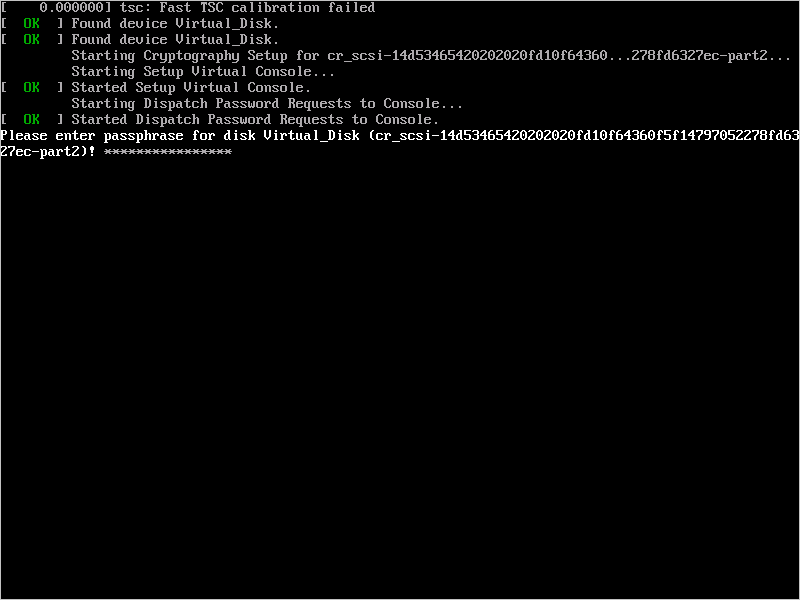 [    0.000000] tsc: Fast TSC calibration failed
[  OK  ] Found device Virtual_Disk.
[  OK  ] Found device Virtual_Disk.
         Starting Cryptography Setup for cr_scsi-14d53465420202020fd10f64360...278fd6327ec-part2...
         Starting Setup Virtual Console...
[  OK  ] Started Setup Virtual Console.
         Starting Dispatch Password Requests to Console...
[  OK  ] Started Dispatch Password Requests to Console.
Please enter passphrase for disk Virtual_Disk (cr_scsi-14d53465420202020fd10f64360f5f14797052278fd63
27ec-part2)! ****************